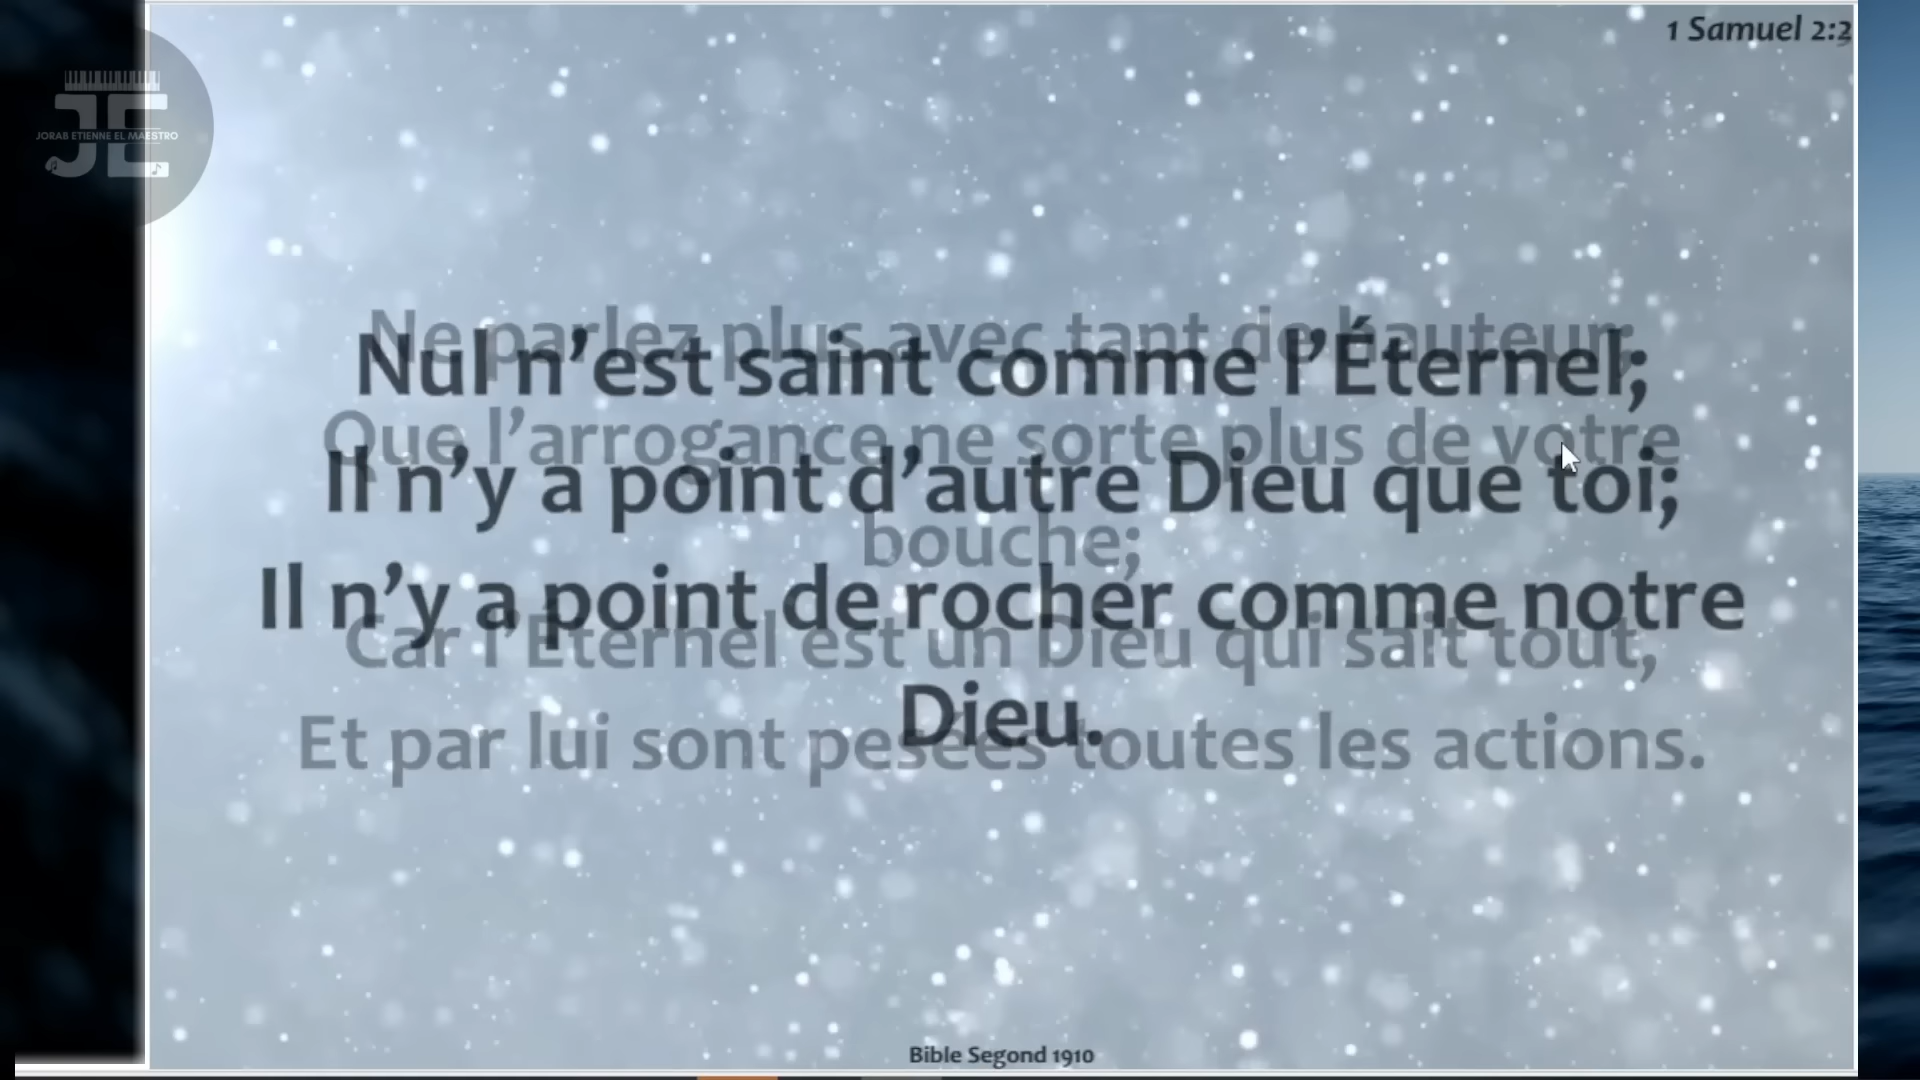 1 Samuel 2:2
JORAB ETIENNE EL MAESTRO
JE
Nul n’est saint comme l’Éternel;
Il n’y a point d’autre Dieu que toi;
Il n’y a point de rocher comme notre
Dieu.
Ne parlez plus avec tant de hauteur;
Que l’arrogance ne sorte plus de votre
bouche;
Car l’Éternel est un Dieu qui sait tout,
Et par lui sont pesées toutes les actions.
Bible Segond 1910